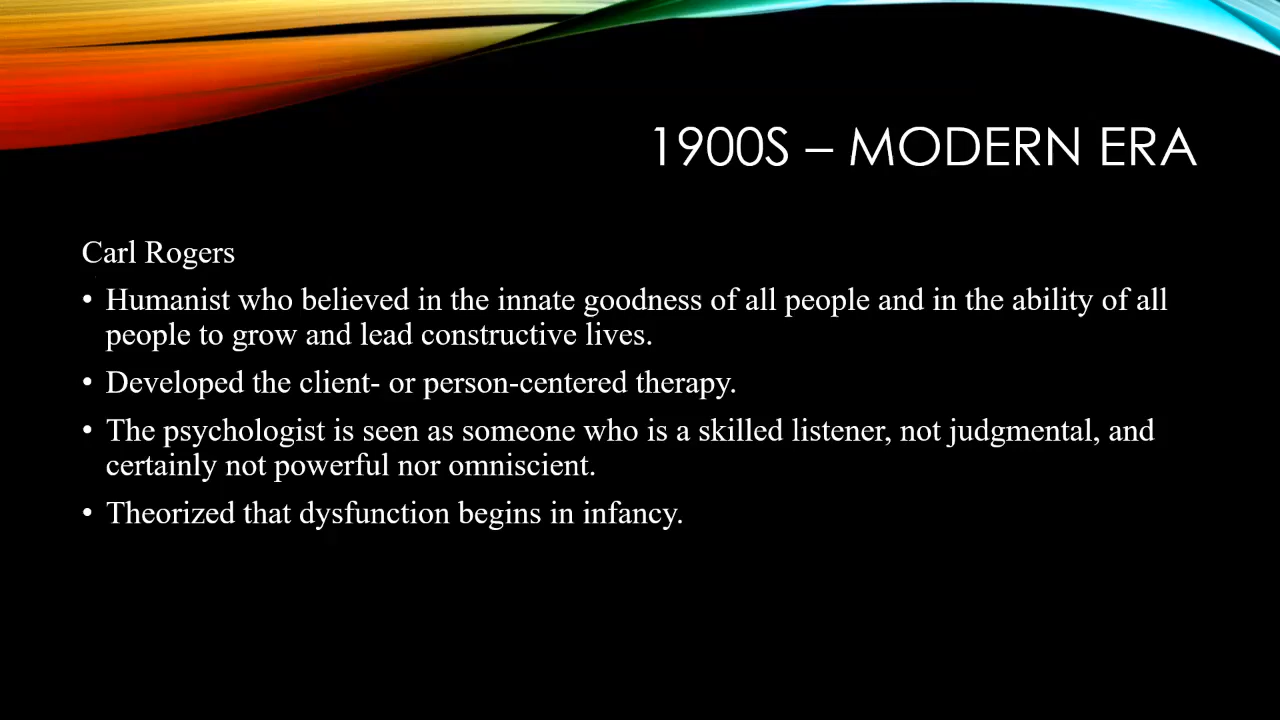 1900S – MODERN ERA
Carl Rogers
• Humanist who believed in the innate goodness of all people and in the ability of all
people to grow and lead constructive lives.
• Developed the client- or person-centered therapy.
• The psychologist is seen as someone who is a skilled listener, not judgmental, and
certainly not powerful nor omniscient.
• Theorized that dysfunction begins in infancy.